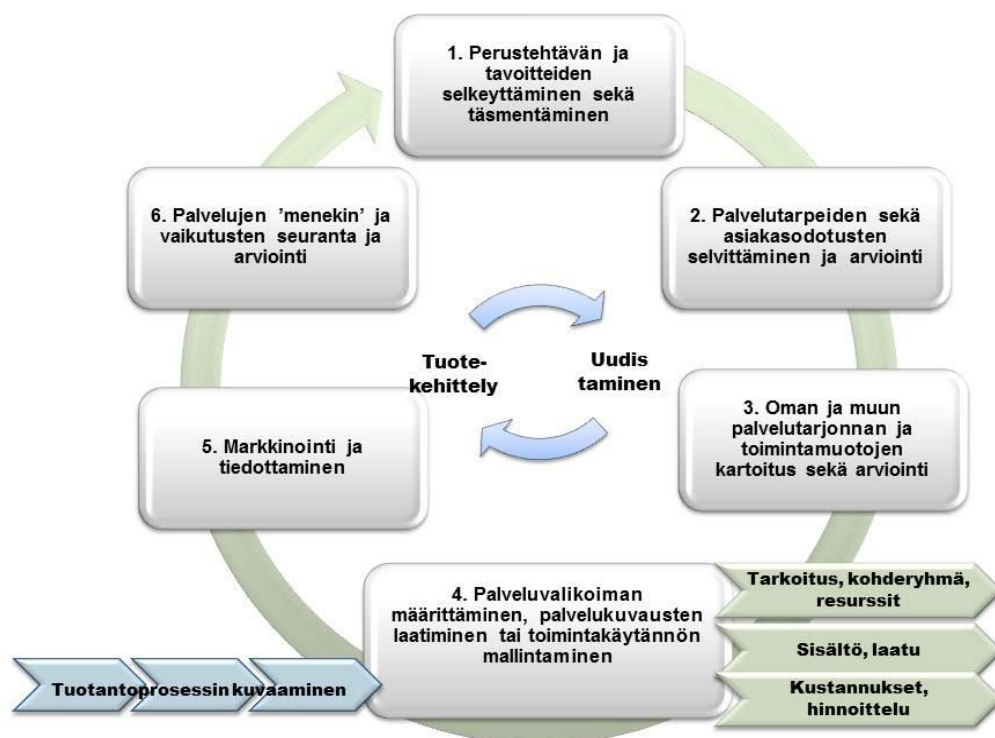 1. Perustehtävän ja
tavoitteiden
selkeyttäminen sekä
täsmentäminen
2. Palvelutarpeiden sekä
asiakasodotusten
selvittäminen ja arviointi
3. Oman ja muun
palvelutarjonnan ja
toimintamuotojen
kartoitus sekä arviointi
4. Palveluvalikoiman
määrittäminen, palvelukuvausten
laatiminen tai toimintakäytännön
mallintaminen
Tarkoitus, kohderyhmä,
resurssit
Sisältö, laatu
Kustannukset,
hinnoittelu
Tuotantoprosessin kuvaaminen
5. Markkinointi ja
tiedottaminen
6. Palvelujen ’menekin’ ja
vaikutusten seuranta ja
arviointi
Tuote-
kehittely
Uudis
taminen